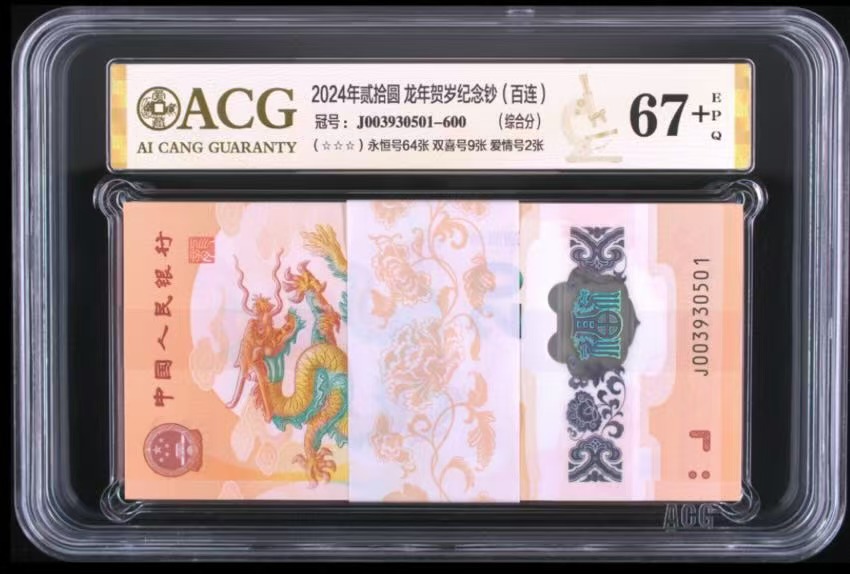 ACG
AI CANG GUARANTY
2024年贰拾圆 龙年贺岁纪念钞（百连）
冠号：J003930501-600 （综合分）
（☆☆☆）永恒号64张 双喜号9张 爱情号2张
67+
EPQ
中国人民银行
福
J003930501
ACG